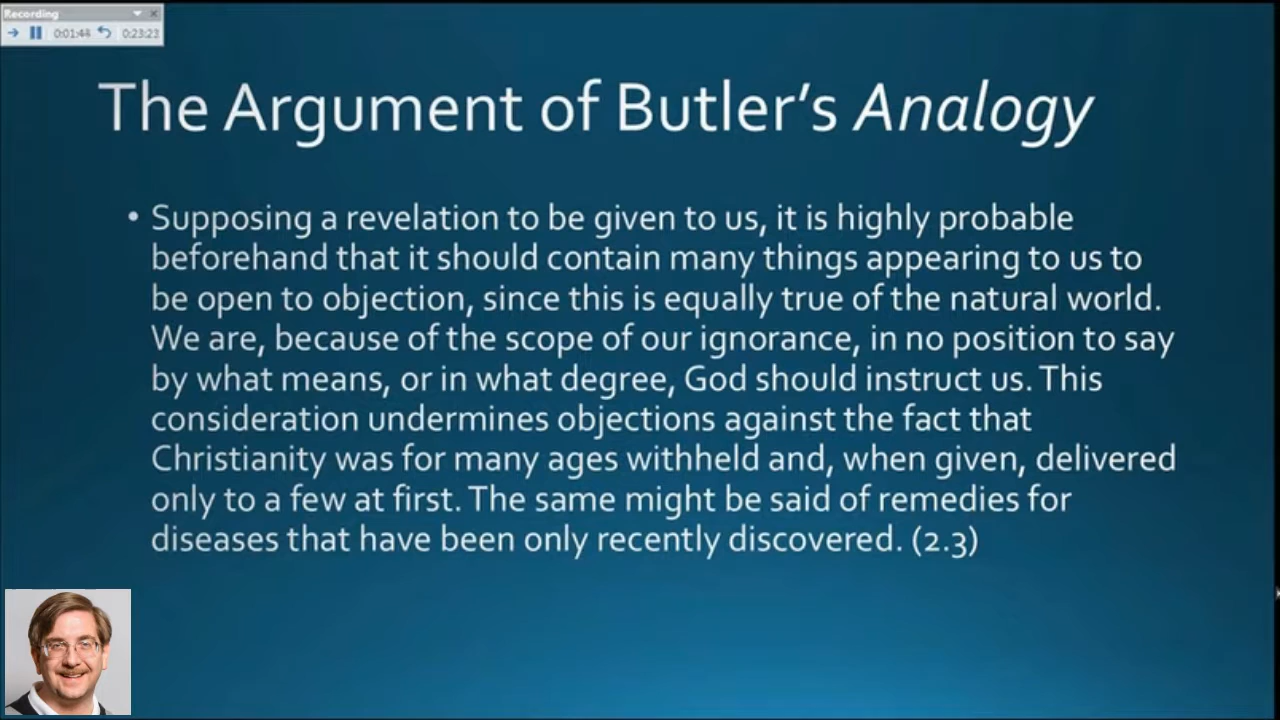 Recording
0:01:48 0:23:23
The Argument of Butler's Analogy
• Supposing a revelation to be given to us, it is highly probable
beforehand that it should contain many things appearing to us to
be open to objection, since this is equally true of the natural world.
We are, because of the scope of our ignorance, in no position to say
by what means, or in what degree, God should instruct us. This
consideration undermines objections against the fact that
Christianity was for many ages withheld and, when given, delivered
only to a few at first. The same might be said of remedies for
diseases that have been only recently discovered. (2.3)